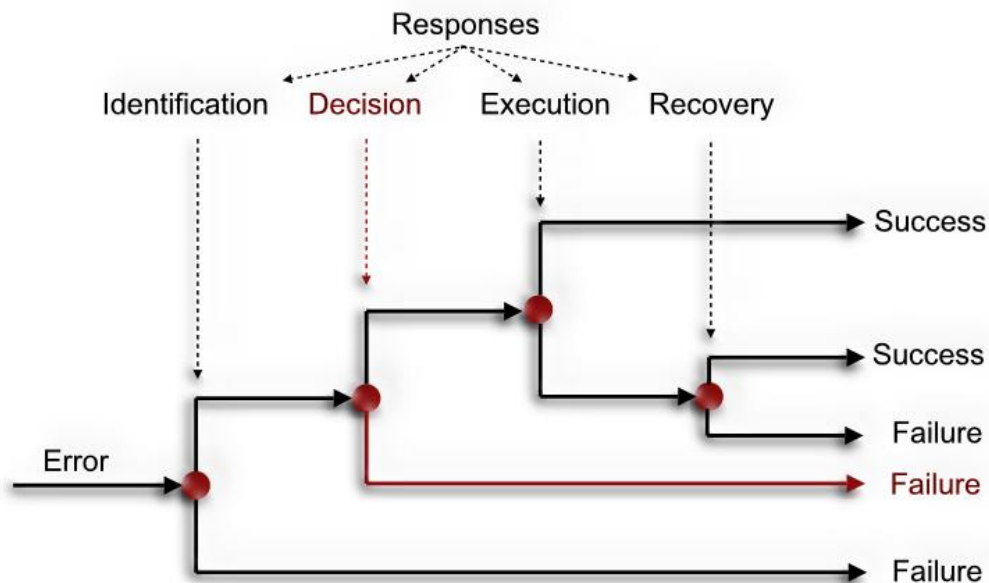 Responses
Identification Decision Execution Recovery
Success
Success
Failure
Error
Failure
Failure